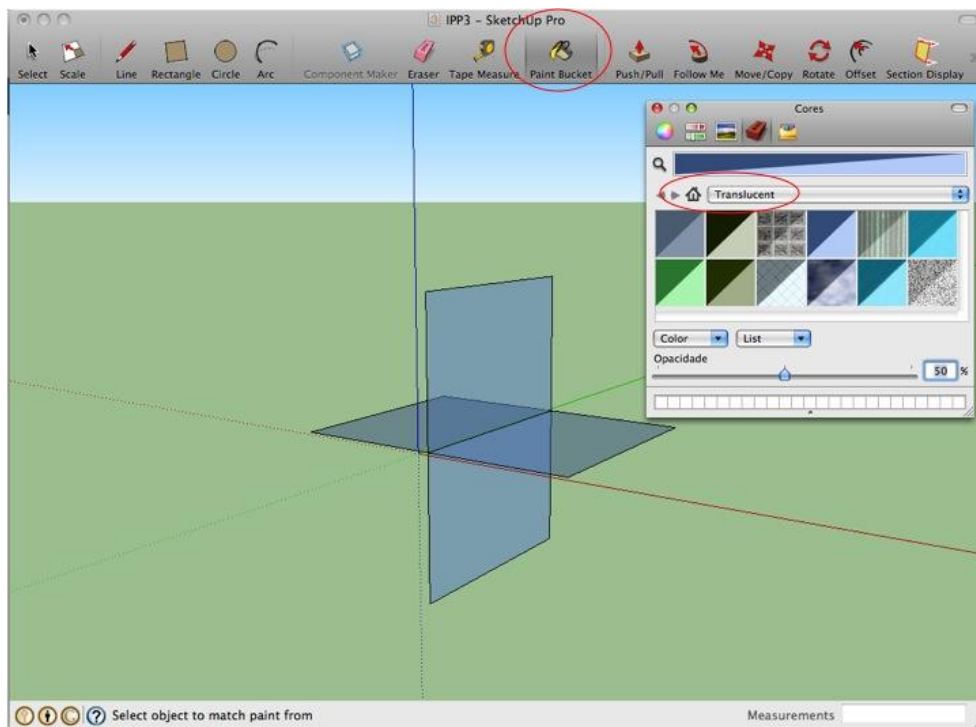 IPP3 - SketchUp Pro
Select Scale Line Rectangle Circle Arc Component Maker Eraser Tape Measure Paint Bucket Push/Pull Follow Me Move/Copy Rotate Offset Section Display
Cores
Translucent
Color List
Opacidade
50 %
Select object to match paint from
Measurements